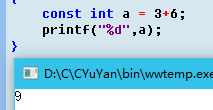 {
const int a = 3+6;
printf("%d",a);
}
D:\C\CYuYan\bin\wwtemp.exe
9